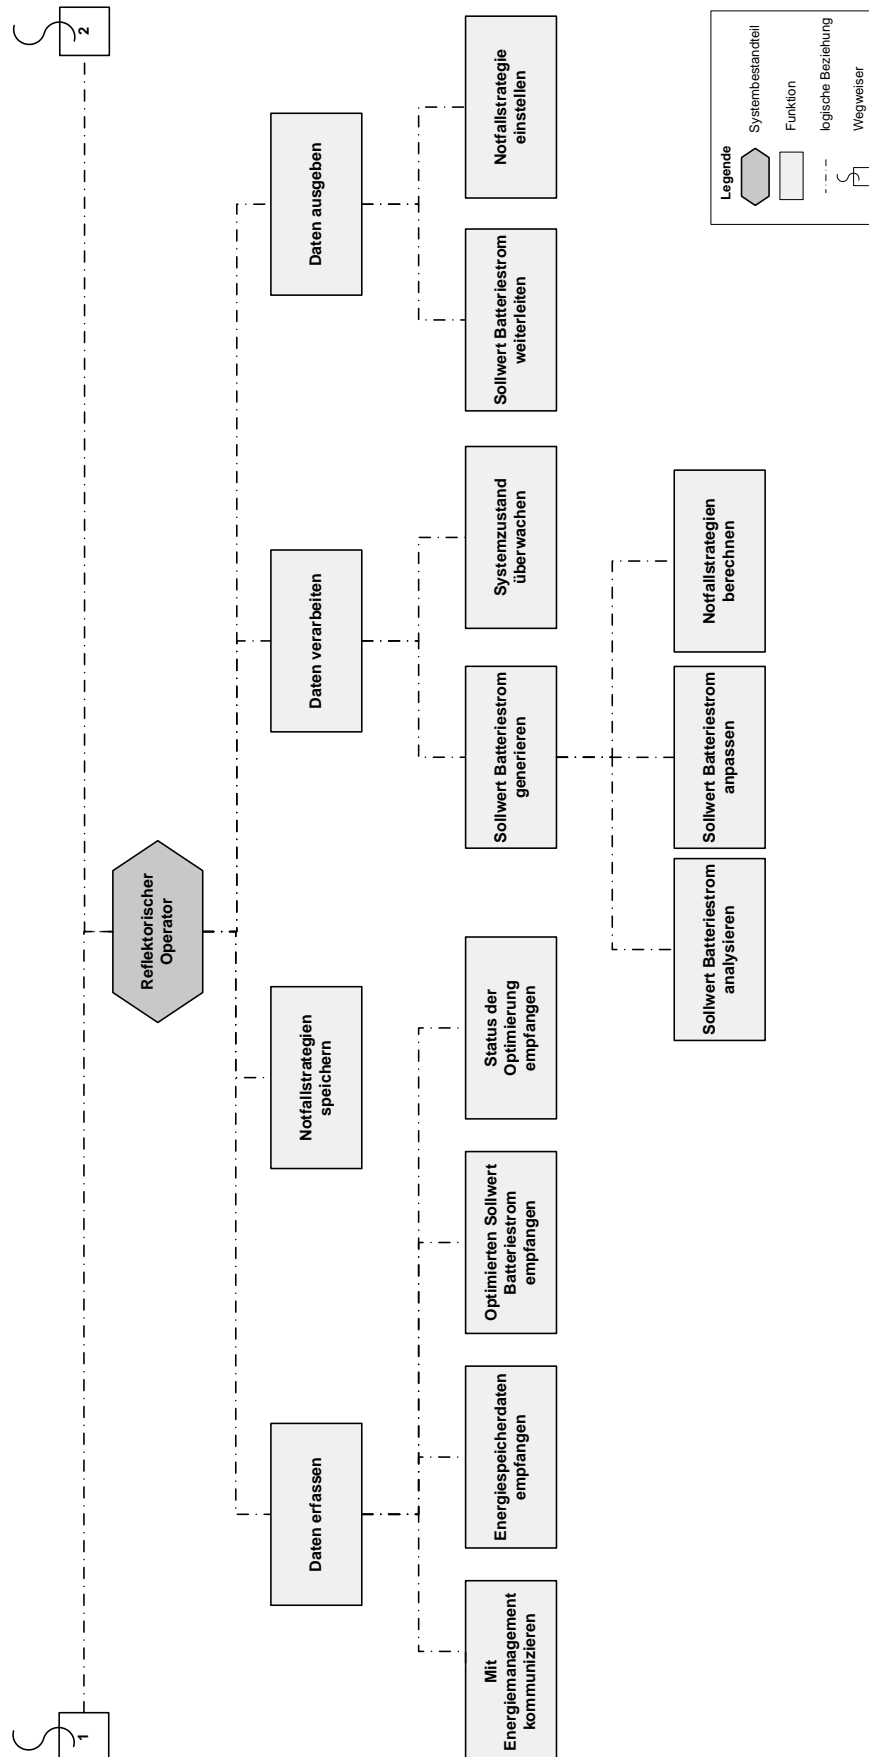 1
2
Reflektorischer
Operator
Daten erfassen
Notfallstrategien
speichern
Daten verarbeiten
Daten ausgeben
Mit
Energiemanagement
kommunizieren
Energiespeicherdaten
empfangen
Optimierten Sollwert
Batteriestrom
empfangen
Status der
Optimierung
empfangen
Sollwert Batteriestrom
generieren
Systemzustand
überwachen
Sollwert Batteriestrom
weiterleiten
Notfallstrategie
einstellen
Sollwert Batteriestrom
analysieren
Sollwert Batteriestrom
anpassen
Notfallstrategien
berechnen
Legende
Systembestandteil
Funktion
logische Beziehung
Wegweiser